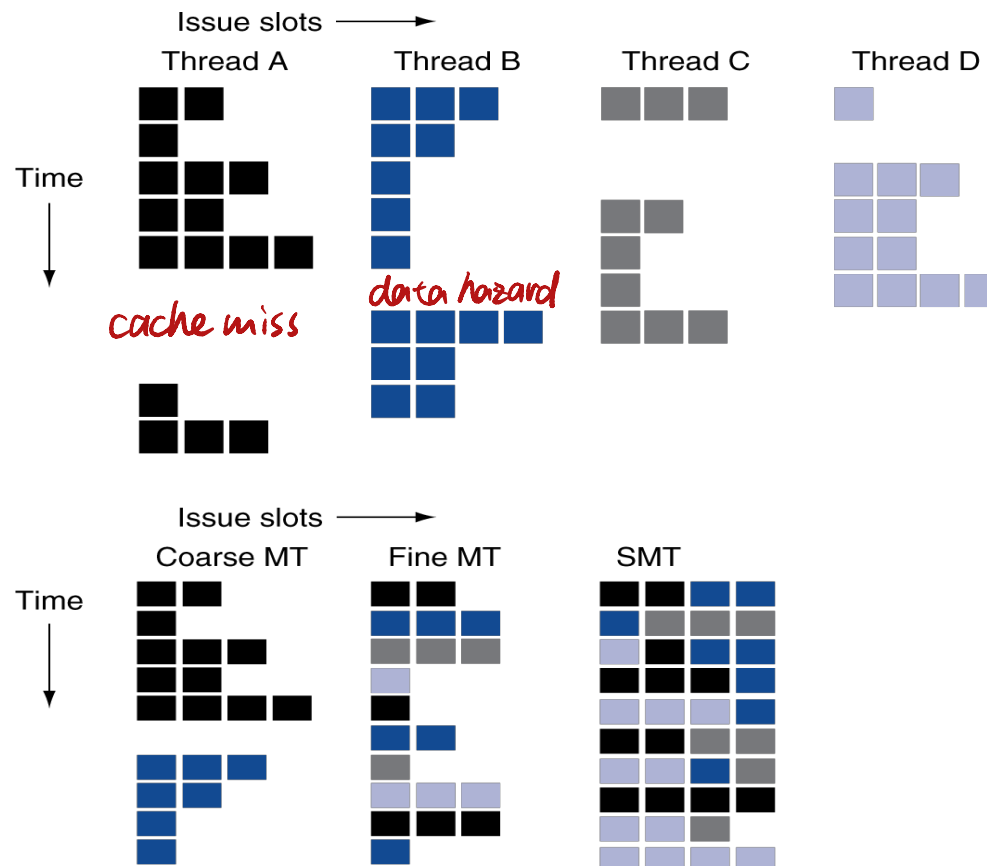 Issue slots
Thread A Thread B Thread C Thread D
Time
data hazard
cache miss
Issue slots
Coarse MT Fine MT SMT
Time